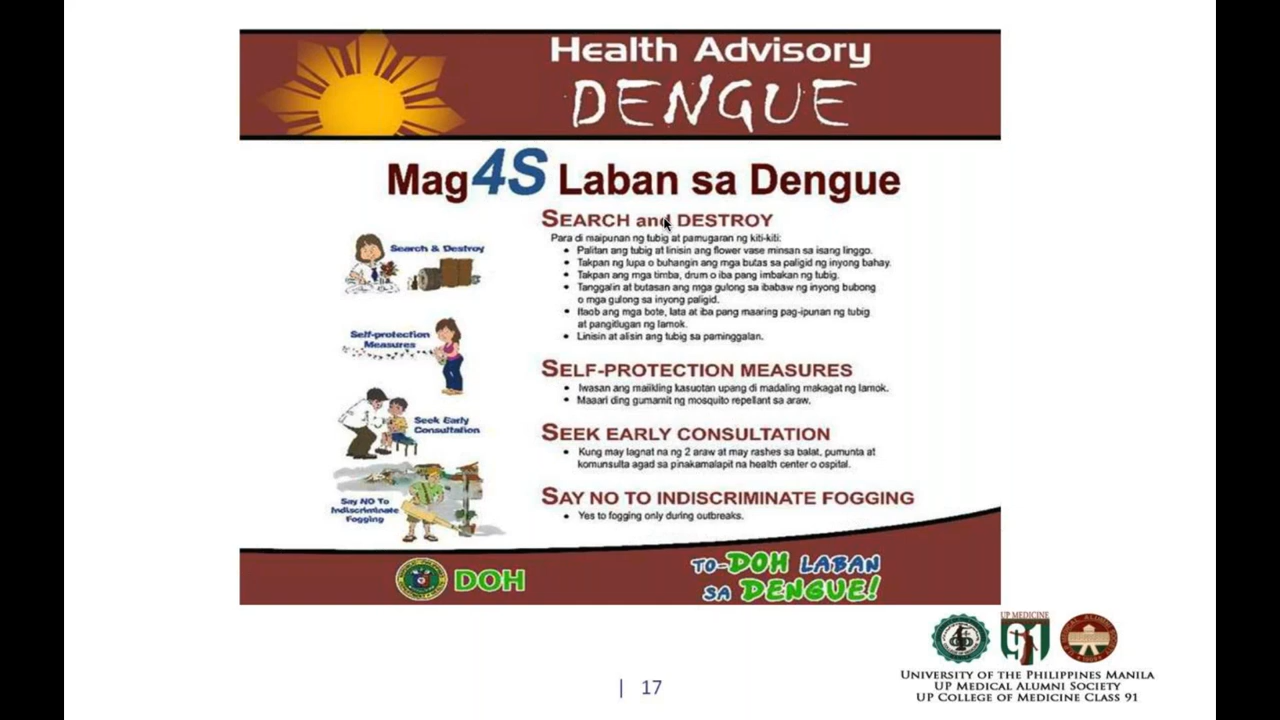 Health Advisory
DENGUE
Mag4S Laban sa Dengue
SEARCH and DESTROY
Para di maipunan ng tubig at pamugaran ng kiti-kiti:
• Palitan ang tubig at linisin ang flower vase minsan sa isang linggo.
• Takpan ng lupa o buhangin ang mga butas sa paligid ng inyong bahay.
• Takpan ang mga timba, drum o iba pang imbakan ng tubig.
• Tanggalin at butasan ang mga gulong sa ibabaw ng inyong bubong
o mga gulong sa inyong paligid.
• Itaob ang mga bote, lata at iba pang maaring pag-ipunan ng tubig
at pangitlugan ng lamok.
• Linisin at alisin ang tubig sa paminggalan.
SELF-PROTECTION MEASURES
• Iwasan ang maiikling kasuotan upang di madaling makagat ng lamok.
• Maaari ding gumamit ng mosquito repellant sa araw.
SEEK EARLY CONSULTATION
• Kung may lagnat na ng 2 araw at may rashes sa balat, pumunta at
komunsulta agad sa pinakamalapit na health center o ospital.
SAY NO TO INDISCRIMINATE FOGGING
• Yes to fogging only during outbreaks.
Search & Destroy
Self-protection
Measures
Seek Early
Consultation
Say NO To
Indiscriminate
Fogging
DOH
TO-DOH LABAN
SA DENGUE!
UP MEDICINE
91
UNIVERSITY OF THE PHILIPPINES MANILA
UP MEDICAL ALUMNI SOCIETY
UP COLLEGE OF MEDICINE CLASS 91
| 17